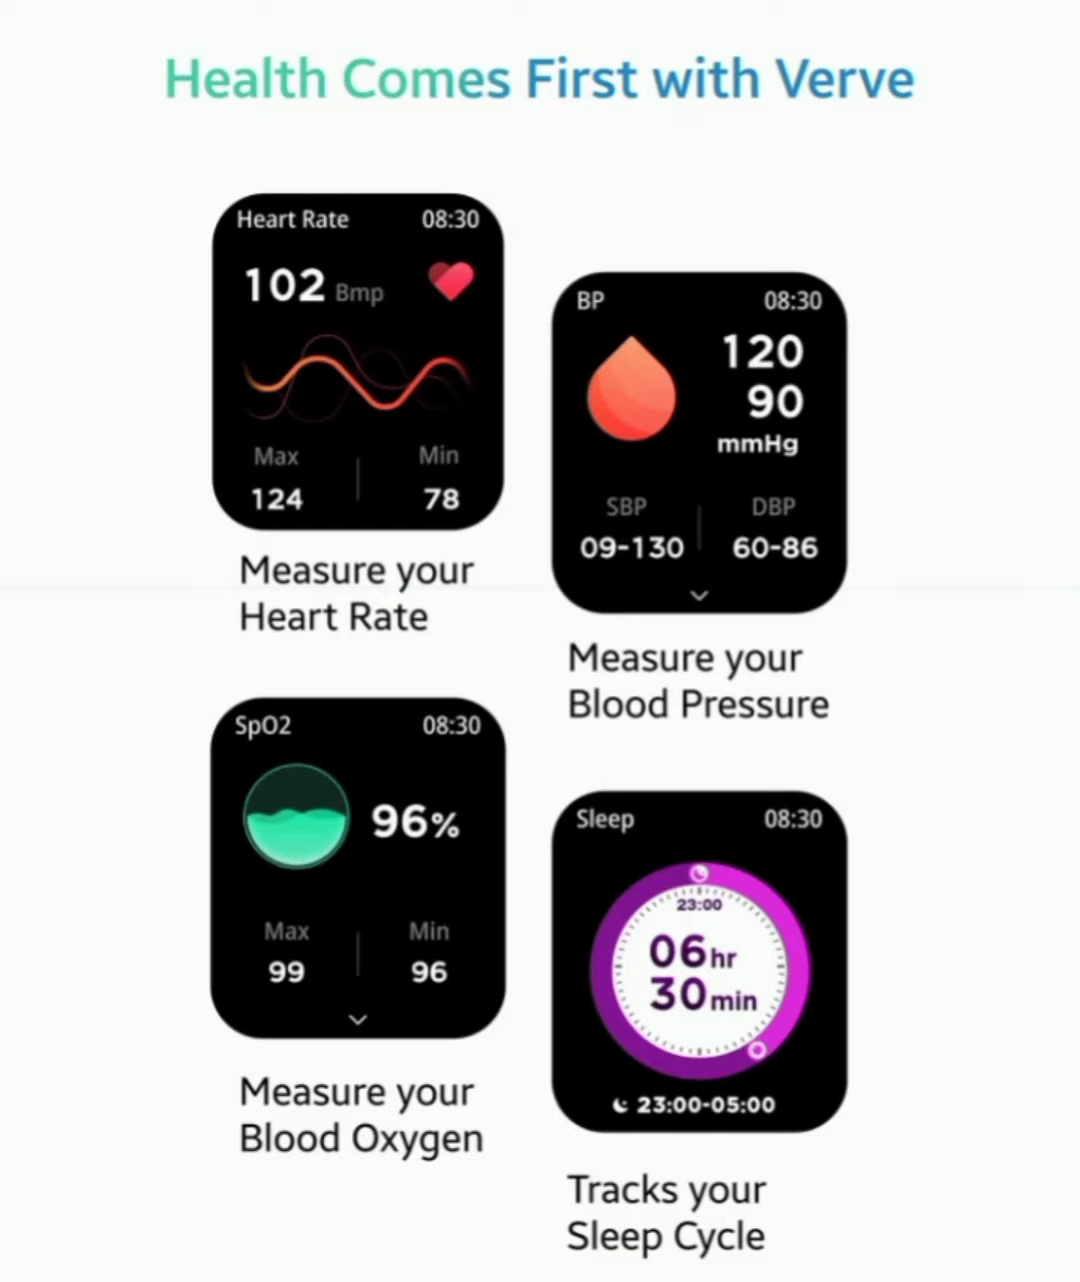 Health Comes First with Verve
Heart Rate 08:30
102 Bmp
Max Min
124 78
Measure your
Heart Rate
BP 08:30
120
90
mmHg
SBP DBP
09-130 60-86
Measure your
Blood Pressure
SpO2 08:30
96%
Max Min
99 96
Measure your
Blood Oxygen
Sleep 08:30
23:00
06hr
30min
23:00-05:00
Tracks your
Sleep Cycle